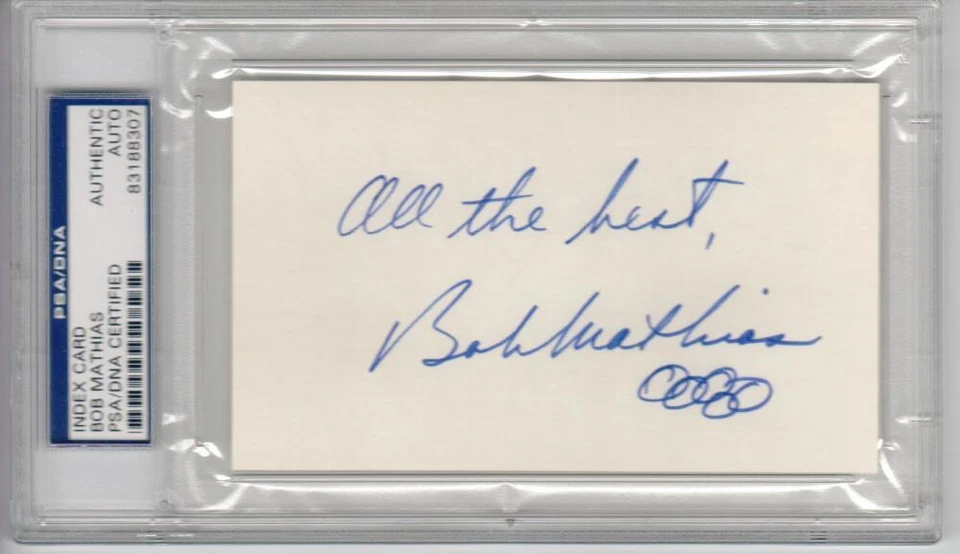 PSA/DNA
INDEX CARD
BOB MATHIAS
PSA/DNA CERTIFIED
AUTHENTIC
AUTO
83188307
All the best,
Bob Mathias